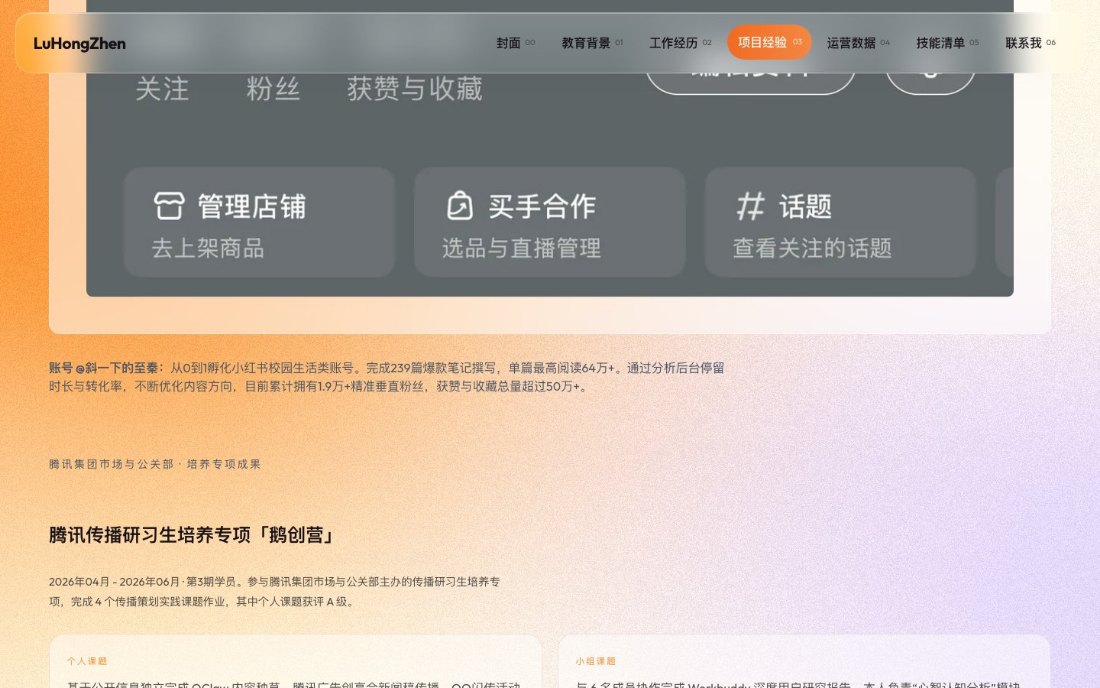 LuHongZhen
封面 00 教育背景 01 工作经历 02 项目经验 03 运营数据 04 技能清单 05 联系我 06
关注 粉丝 获赞与收藏
管理店铺 买手合作 # 话题
去上架商品 选品与直播管理 查看关注的话题
账号 @斜一下的至秦：从0到1孵化小红书校园生活类账号。完成239篇爆款笔记撰写，单篇最高阅读64万+。通过分析后台停留
时长与转化率，不断优化内容方向，目前累计拥有1.9万+精准垂直粉丝，获赞与收藏总量超过50万+。
腾讯集团市场与公关部 · 培养专项成果
腾讯传播研习生培养专项「鹅创营」
2026年04月 - 2026年06月 · 第3期学员。参与腾讯集团市场与公关部主办的传播研习生培养专
项，完成 4 个传播策划实践课题作业，其中个人课题获评 A 级。
个人课题
小组课题